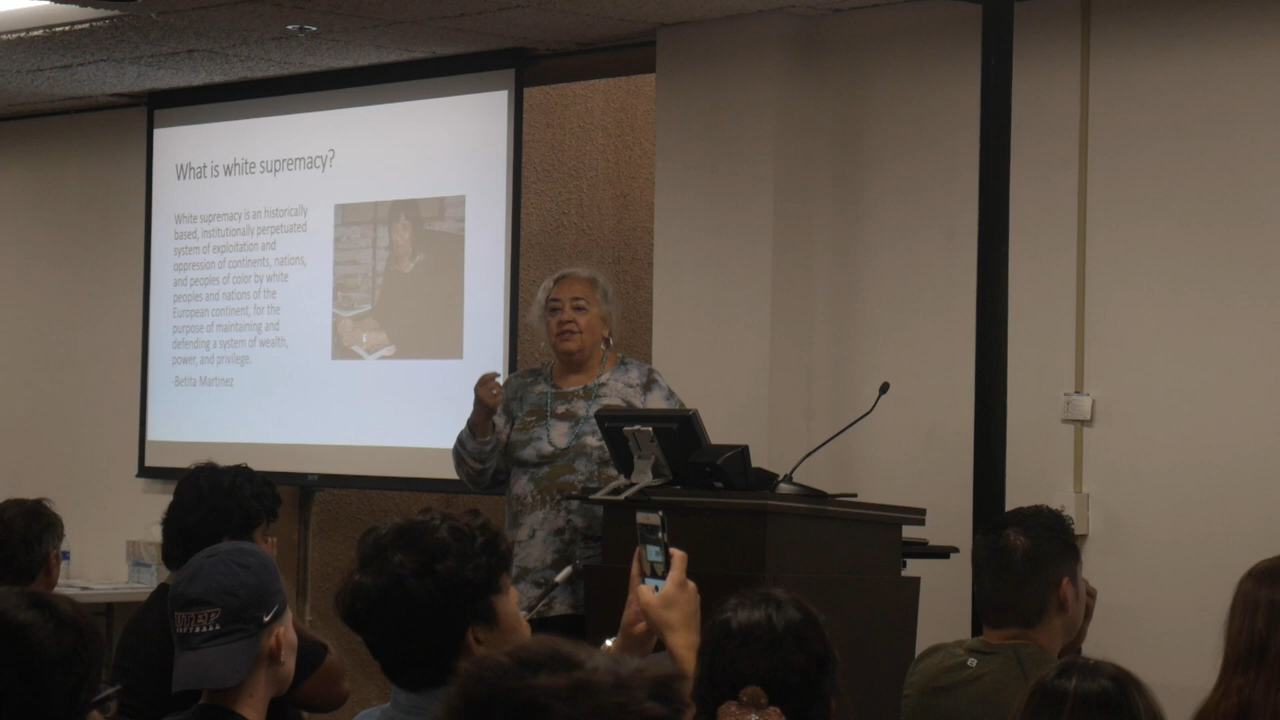 What is white supremacy?
White supremacy is an historically
based, institutionally perpetuated
system of exploitation and
oppression of continents, nations,
and peoples of color by white
peoples and nations of the
European continent, for the
purpose of maintaining and
defending a system of wealth,
power, and privilege.
-Betita Martinez
UTEP
SOFTBALL